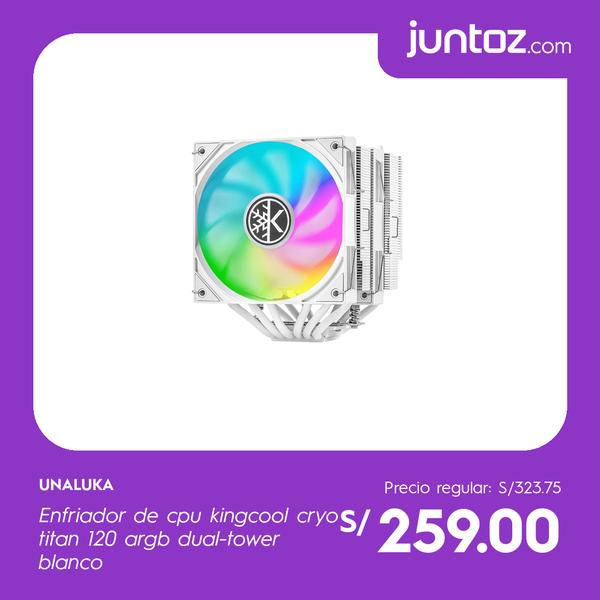 juntoz.com
UNALUKA
Enfriador de cpu kingcool cryo
titan 120 argb dual-tower
blanco
Precio regular: S/323.75
S/ 259.00